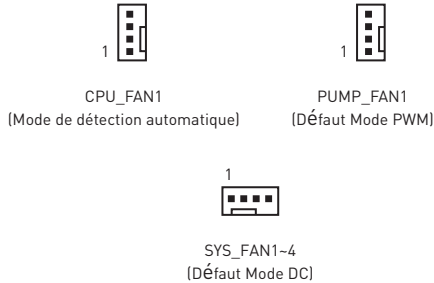 1
1
CPU_FAN1
(Mode de détection automatique)
PUMP_FAN1
(Défaut Mode PWM)
1
SYS_FAN1~4
(Défaut Mode DC)